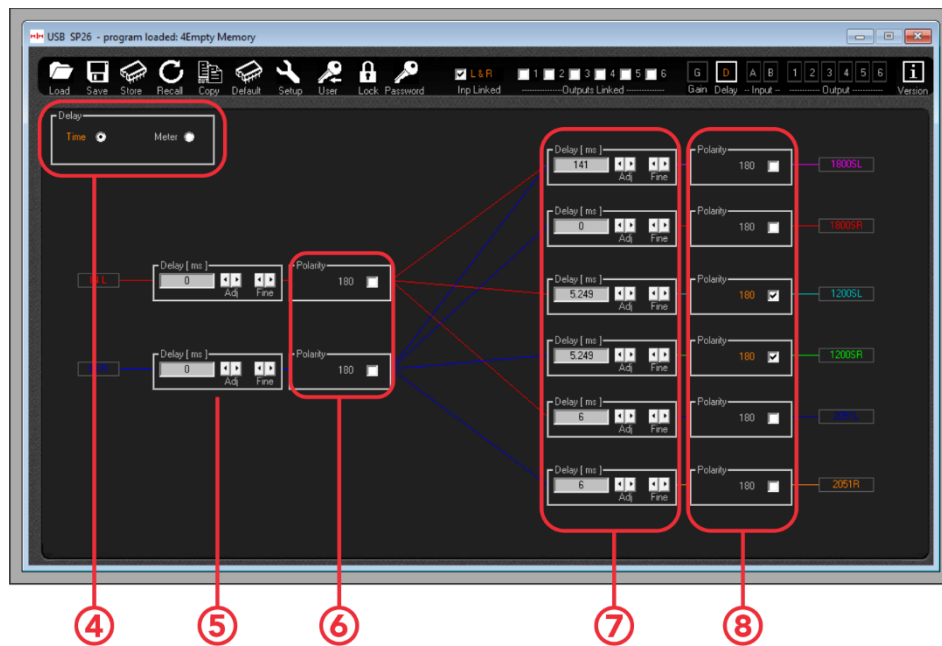 USB SP26 - program loaded: 4Empty Memory
Load Save Store Recall Copy Default Setup User Lock Password
L & R
Inp Linked
1 2 3 4 5 6
Outputs Linked
G D A B 1 2 3 4 5 6
Gain Delay -- Input -- Output Version
Delay
Time Meter
Delay [ ms ] Polarity
141 180 1800SL
Adj Fine
Delay [ ms ] Polarity
0 180 1800SR
Adj Fine
Delay [ ms ] Polarity
IN L 0 180
Adj Fine
Delay [ ms ] Polarity
5.249 180 1200SL
Adj Fine
Delay [ ms ] Polarity
5.249 180 1200SR
Adj Fine
Delay [ ms ] Polarity
0 180
Adj Fine
Delay [ ms ] Polarity
6 180
Adj Fine
Delay [ ms ] Polarity
6 180 2051R
Adj Fine
4 5 6 7 8